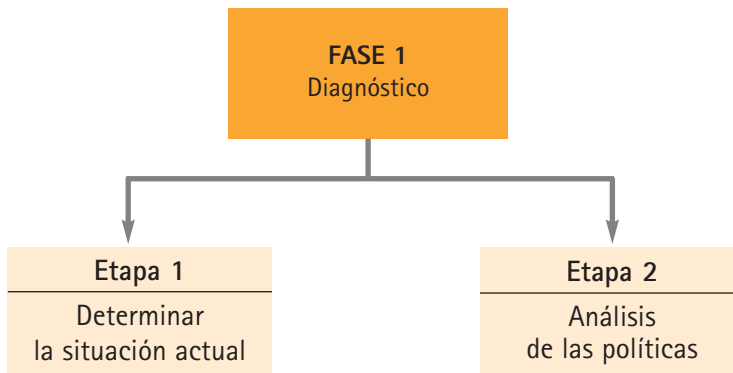 FASE 1
Diagnóstico
Etapa 1
Determinar
la situación actual
Etapa 2
Análisis
de las políticas